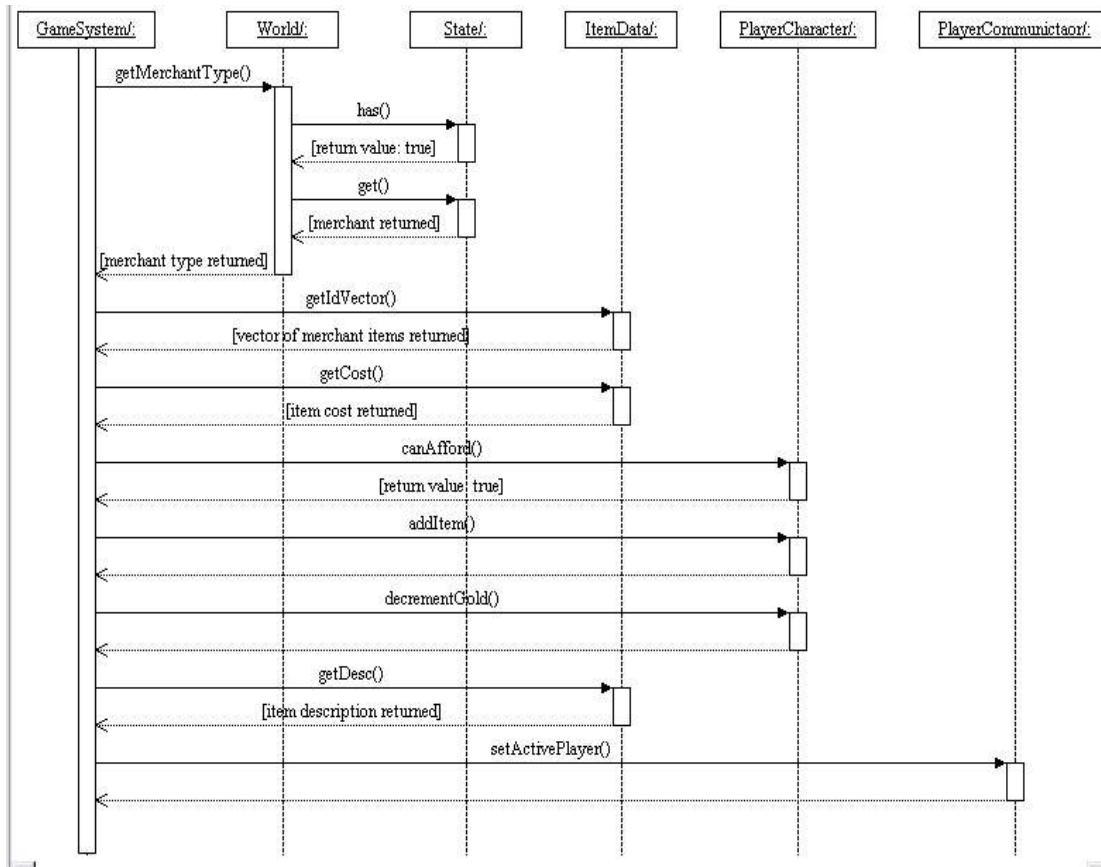 GameSystem/:
World/:
State/:
ItemData/:
PlayerCharacter/:
PlayerCommunictaor/:
getMerchantType()
has()
[return value: true]
get()
[merchant returned]
[merchant type returned]
getIdVector()
[vector of merchant items returned]
getCost()
[item cost returned]
canAfford()
[return value: true]
addItem()
decrementGold()
getDesc()
[item description returned]
setActivePlayer()